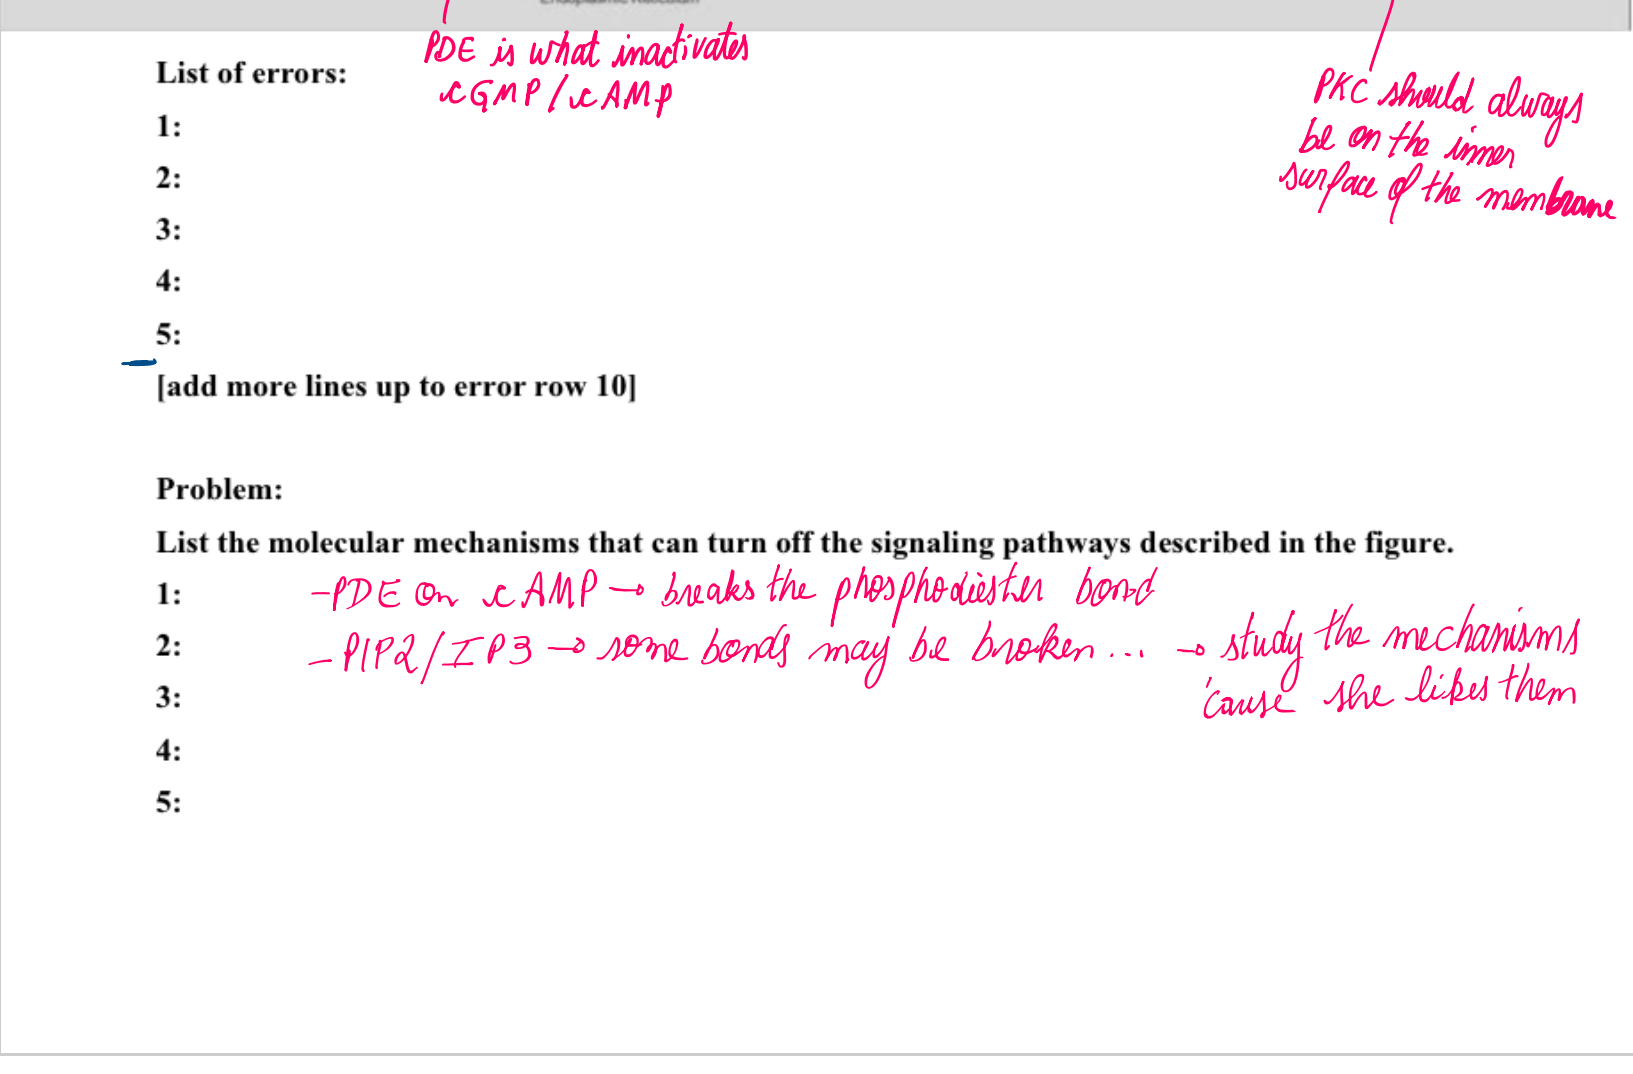 Endoplasmic Reticulum
PDE is what inactivates
cGMP/cAMP
PKC should always
be on the inner
surface of the membrane
List of errors:
1:
2:
3:
4:
5:
[add more lines up to error row 10]
Problem:
List the molecular mechanisms that can turn off the signaling pathways described in the figure.
1: -PDE on cAMP → breaks the phosphodiester bond
2: -PIP2/IP3 → some bonds may be broken... → study the mechanisms
'cause she likes them
3:
4:
5: